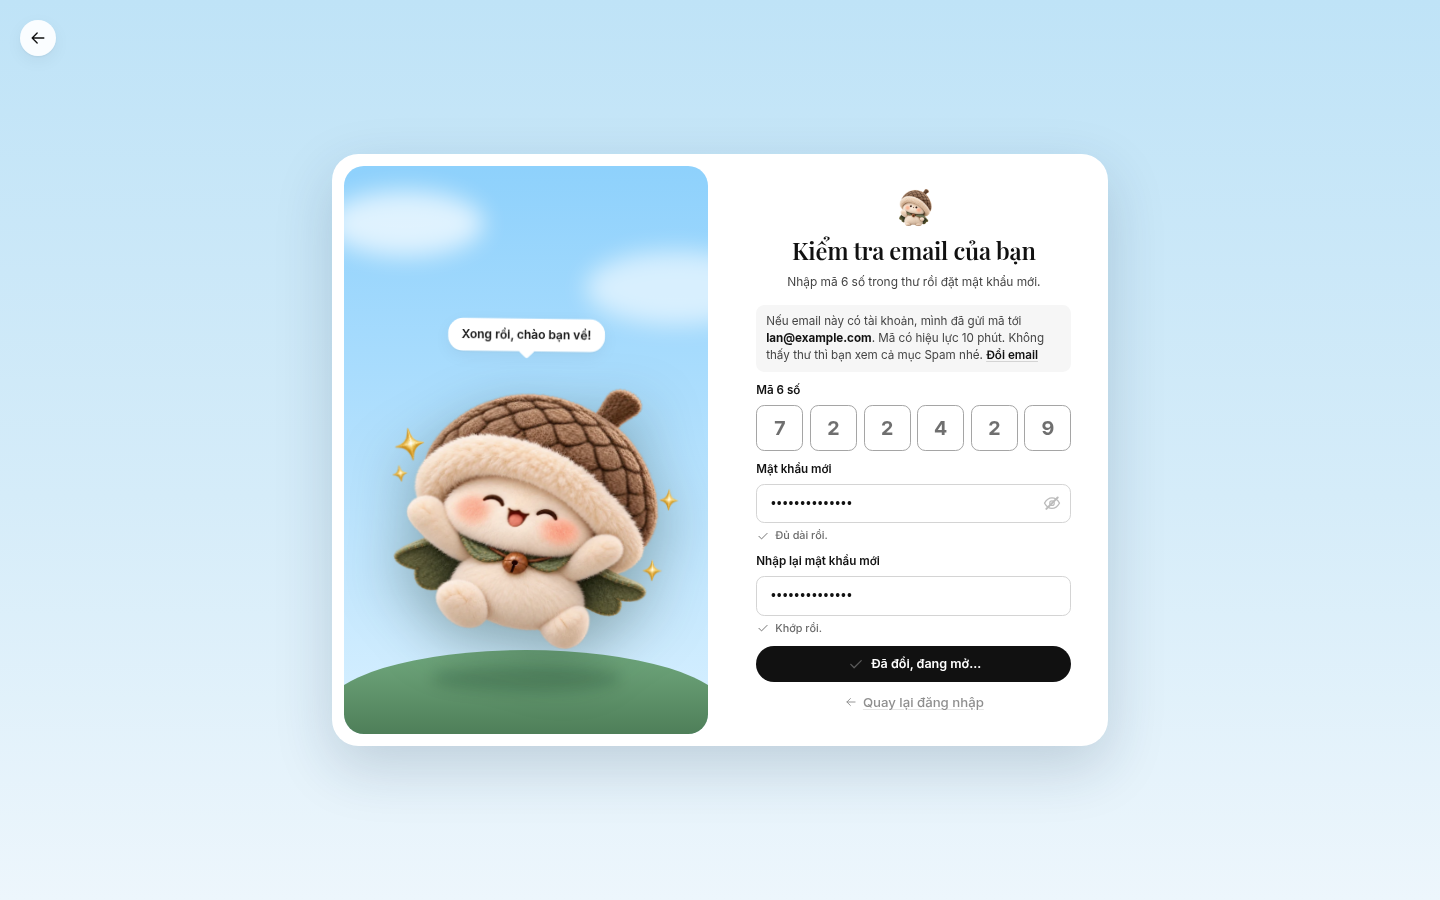 Xong rồi, chào bạn về!
Kiểm tra email của bạn
Nhập mã 6 số trong thư rồi đặt mật khẩu mới.
Nếu email này có tài khoản, mình đã gửi mã tới
lan@example.com. Mã có hiệu lực 10 phút. Không
thấy thư thì bạn xem cả mục Spam nhé. Đổi email
Mã 6 số
7 2 2 4 2 9
Mật khẩu mới
••••••••••••••
Đủ dài rồi.
Nhập lại mật khẩu mới
••••••••••••••
Khớp rồi.
Đã đổi, đang mở...
Quay lại đăng nhập